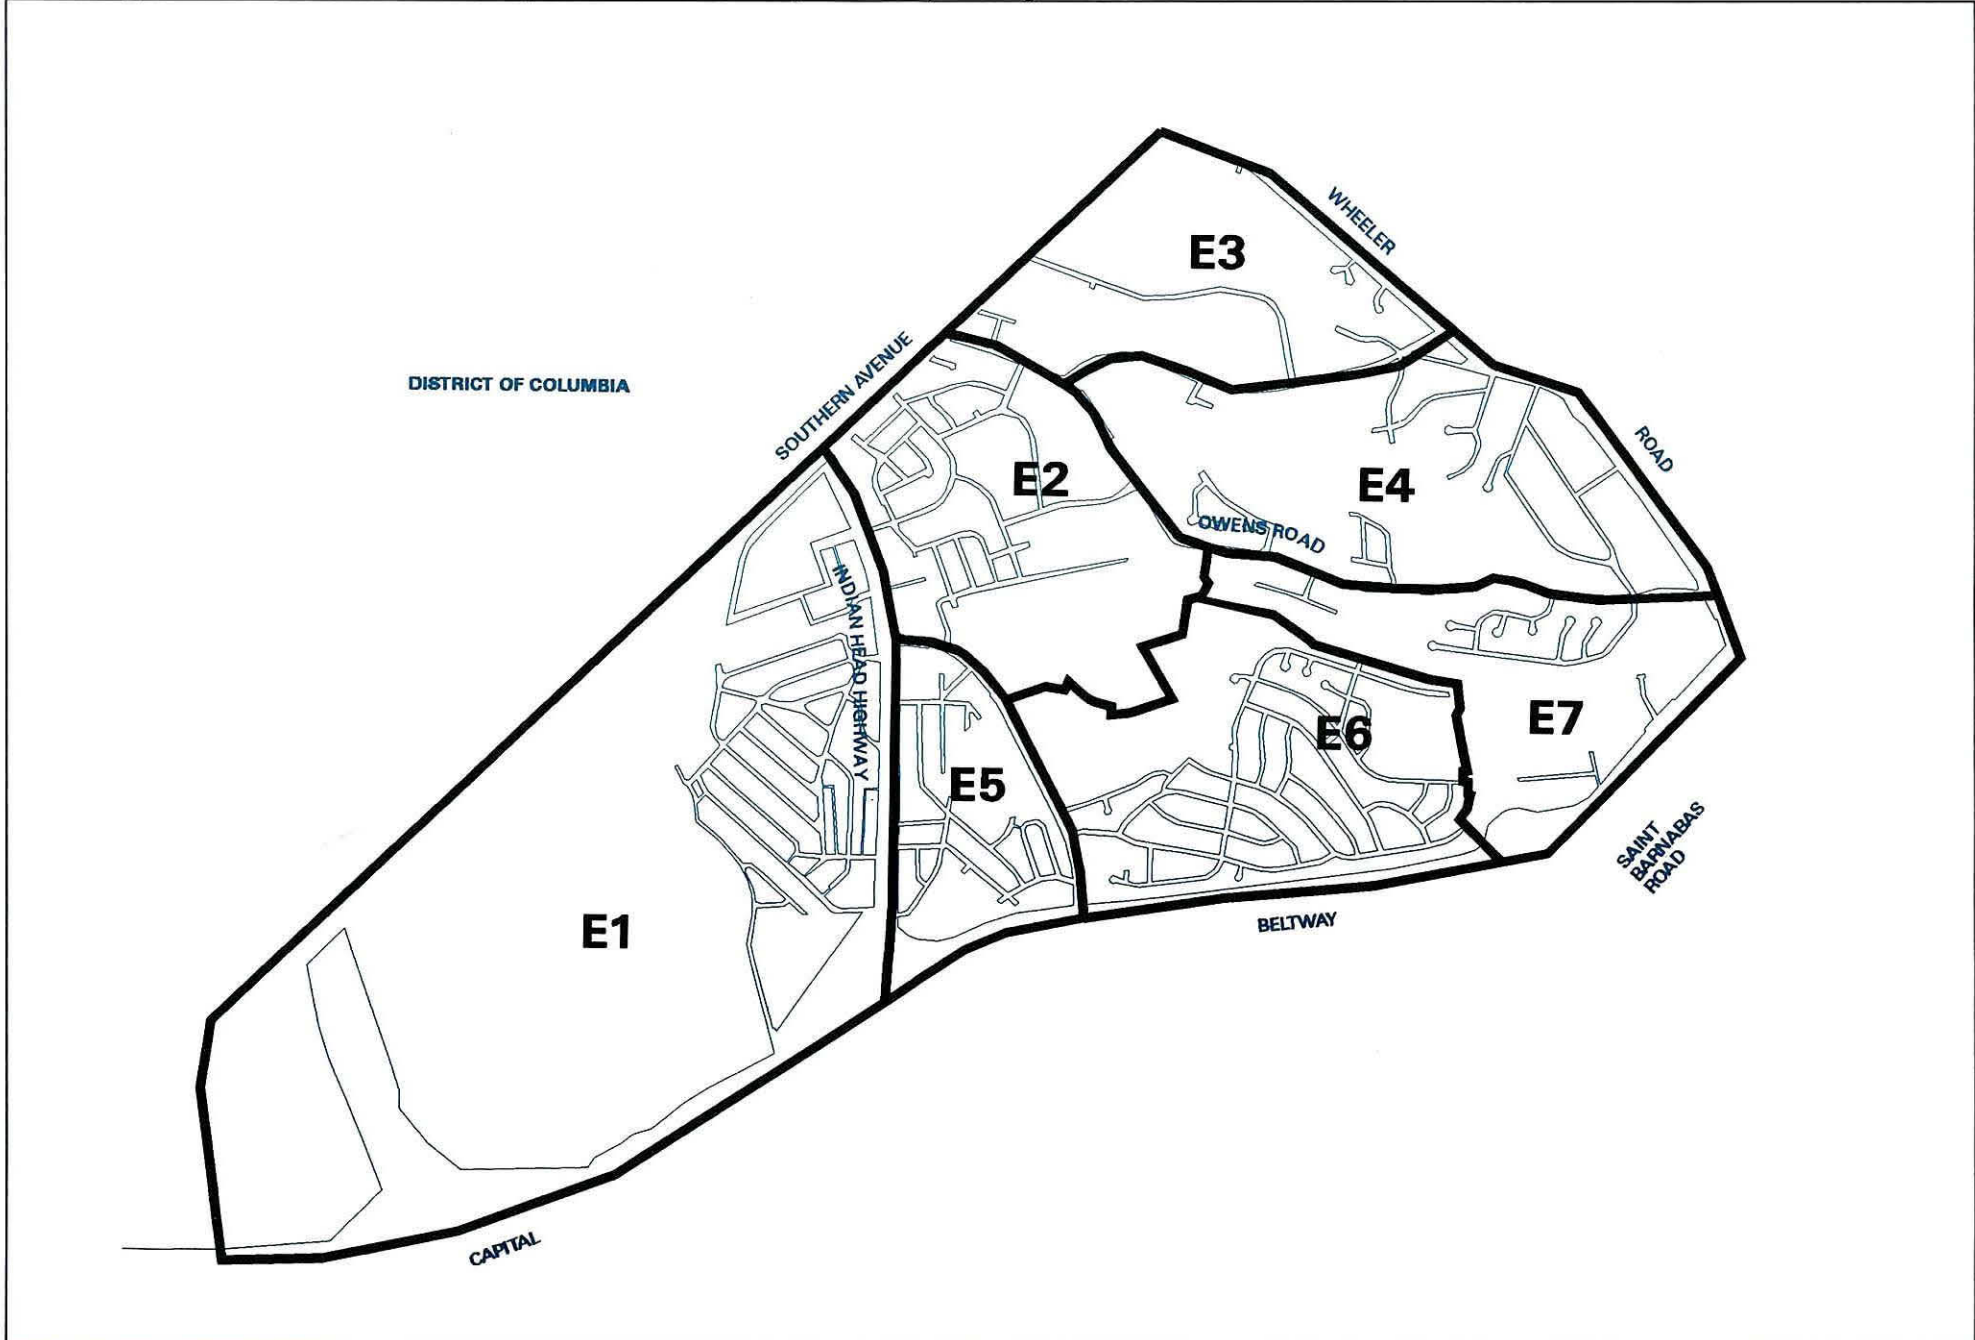 WHEELER
E3
DISTRICT OF COLUMBIA
SOUTHERN AVENUE
ROAD
E2
E4
OWENS ROAD
INDIAN HEAD HIGHWAY
E7
E6
E5
SAINT
BARNABAS
ROAD
E1
BELTWAY
CAPITAL